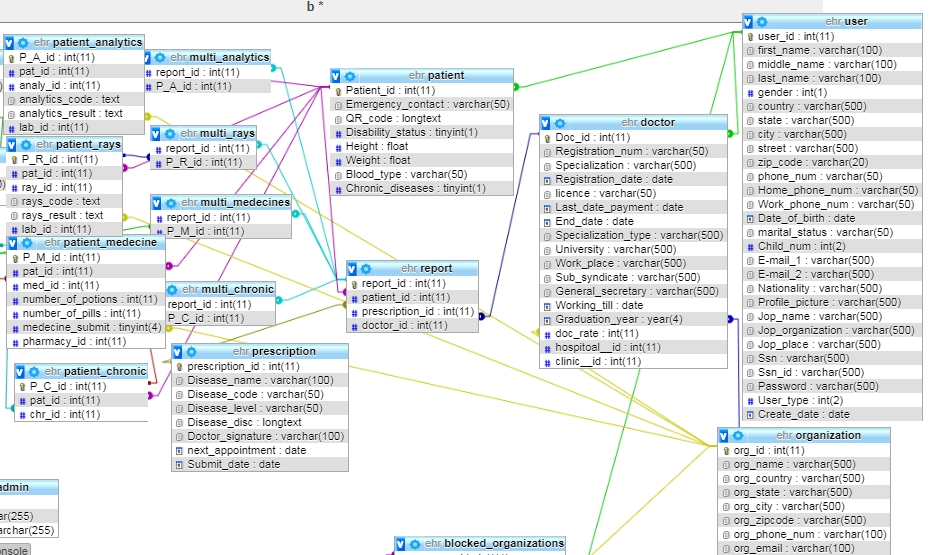 b *
ehr patient_analytics
P_A_id : int(11)
pat_id : int(11)
analy_id : int(11)
analytics_code : text
analytics_result : text
lab_id : int(11)
ehr patient_rays
P_R_id : int(11)
pat_id : int(11)
ray_id : int(11)
rays_code : text
rays_result : text
lab_id : int(11)
ehr patient_medecine
P_M_id : int(11)
pat_id : int(11)
med_id : int(11)
number_of_potions : int(11)
number_of_pills : int(11)
medecine_submit : tinyint(4)
pharmacy_id : int(11)
ehr patient_chronic
P_C_id : int(11)
pat_id : int(11)
chr_id : int(11)
admin
ar(255)
archar(255)
onsole
ehr multi_analytics
report_id : int(11)
P_A_id : int(11)
ehr multi_rays
report_id : int(11)
P_R_id : int(11)
ehr multi_medecines
report_id : int(11)
P_M_id : int(11)
ehr multi_chronic
report_id : int(11)
P_C_id : int(11)
ehr prescription
prescription_id : int(11)
Disease_name : varchar(100)
Disease_code : varchar(50)
Disease_level : varchar(50)
Disease_disc : longtext
Doctor_signature : varchar(100)
next_appointment : date
Submit_date : date
ehr patient
Patient_id : int(11)
Emergency_contact : varchar(50)
QR_code : longtext
Disability_status : tinyint(1)
Height : float
Weight : float
Blood_type : varchar(50)
Chronic_diseases : tinyint(1)
ehr report
report_id : int(11)
patient_id : int(11)
prescription_id : int(11)
doctor_id : int(11)
ehr blocked_organizations
ehr doctor
Doc_id : int(11)
Registration_num : varchar(50)
Specialization : varchar(500)
Registration_date : date
licence : varchar(50)
Last_date_payment : date
End_date : date
Specialization_type : varchar(500)
University : varchar(500)
Work_place : varchar(500)
Sub_syndicate : varchar(500)
General_secretary : varchar(500)
Working_till : date
Graduation_year : year(4)
doc_rate : int(11)
hospitoal__id : int(11)
clinic__id : int(11)
ehr user
user_id : int(11)
first_name : varchar(100)
middle_name : varchar(100)
last_name : varchar(100)
gender : int(1)
country : varchar(500)
state : varchar(500)
city : varchar(500)
street : varchar(500)
zip_code : varchar(20)
phone_num : varchar(50)
Home_phone_num : varchar(50)
Work_phone_num : varchar(50)
Date_of_birth : date
marital_status : varchar(50)
Child_num : int(2)
E-mail_1 : varchar(500)
E-mail_2 : varchar(500)
Nationality : varchar(500)
Profile_picture : varchar(500)
Jop_name : varchar(500)
Jop_organization : varchar(500)
Jop_place : varchar(500)
Ssn : varchar(500)
Ssn_id : varchar(500)
Password : varchar(500)
User_type : int(2)
Create_date : date
ehr organization
org_id : int(11)
org_name : varchar(500)
org_country : varchar(500)
org_state : varchar(500)
org_city : varchar(500)
org_zipcode : varchar(500)
org_phone_num : varchar(100)
org_email : varchar(100)